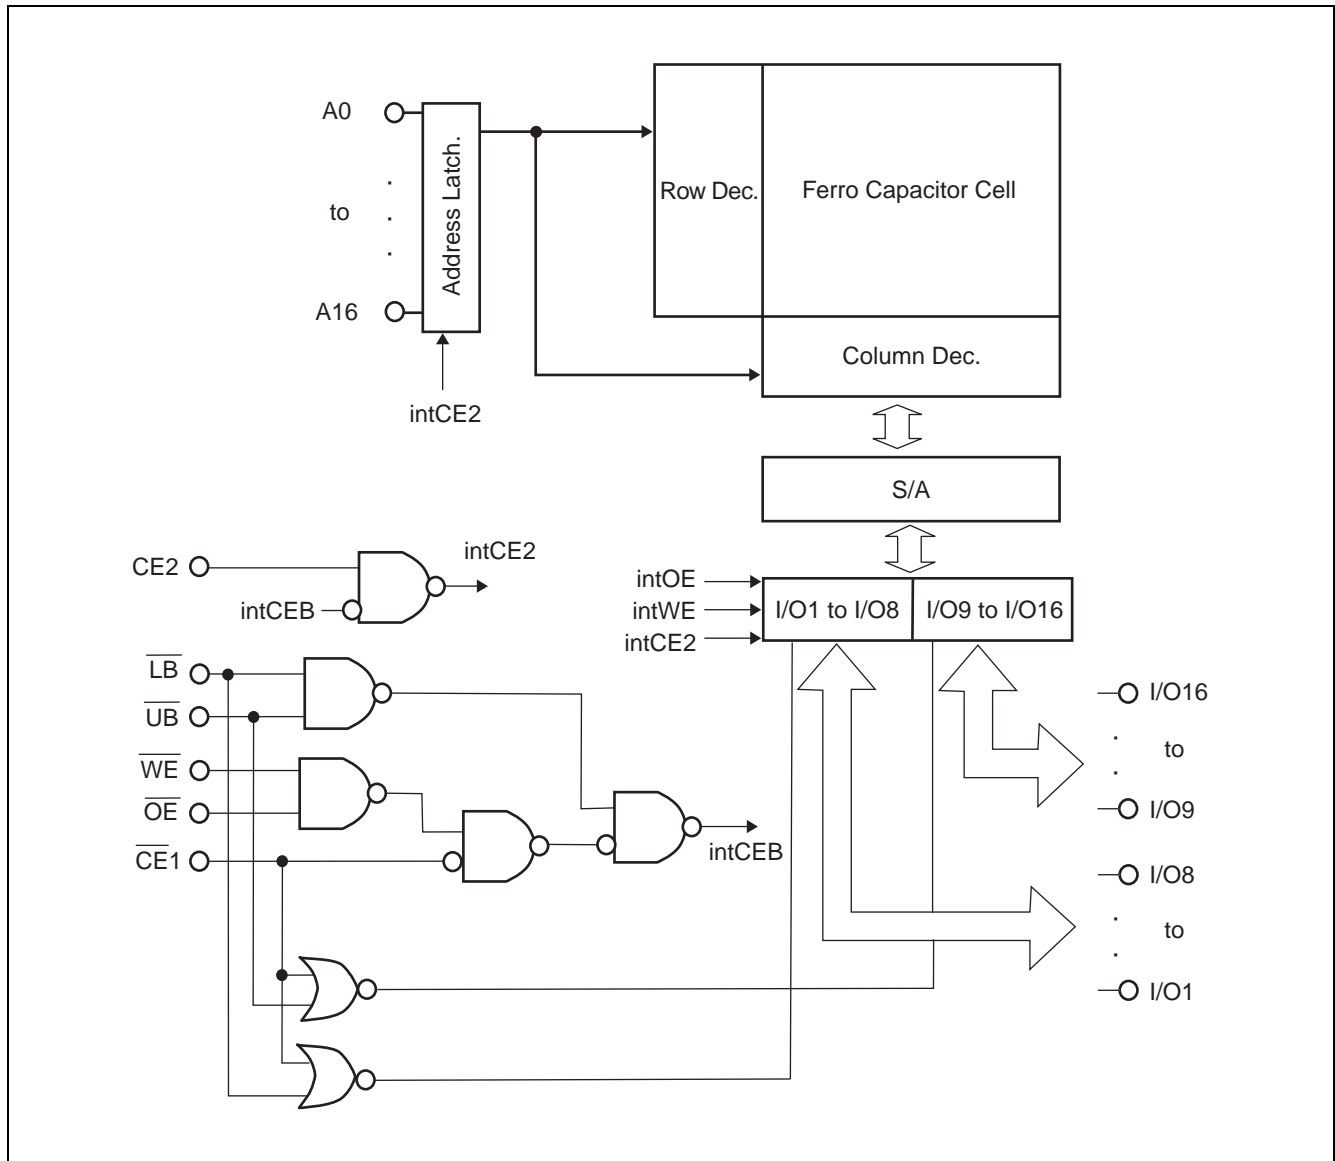 A0
to
A16
Address Latch.
intCE2
Row Dec.
Ferro Capacitor Cell
Column Dec.
S/A
CE2
intCEB
intCE2
intOE
intWE
intCE2
I/O1 to I/O8
I/O9 to I/O16
LB
UB
WE
OE
CE1
intCEB
I/O16
to
I/O9
I/O8
to
I/O1